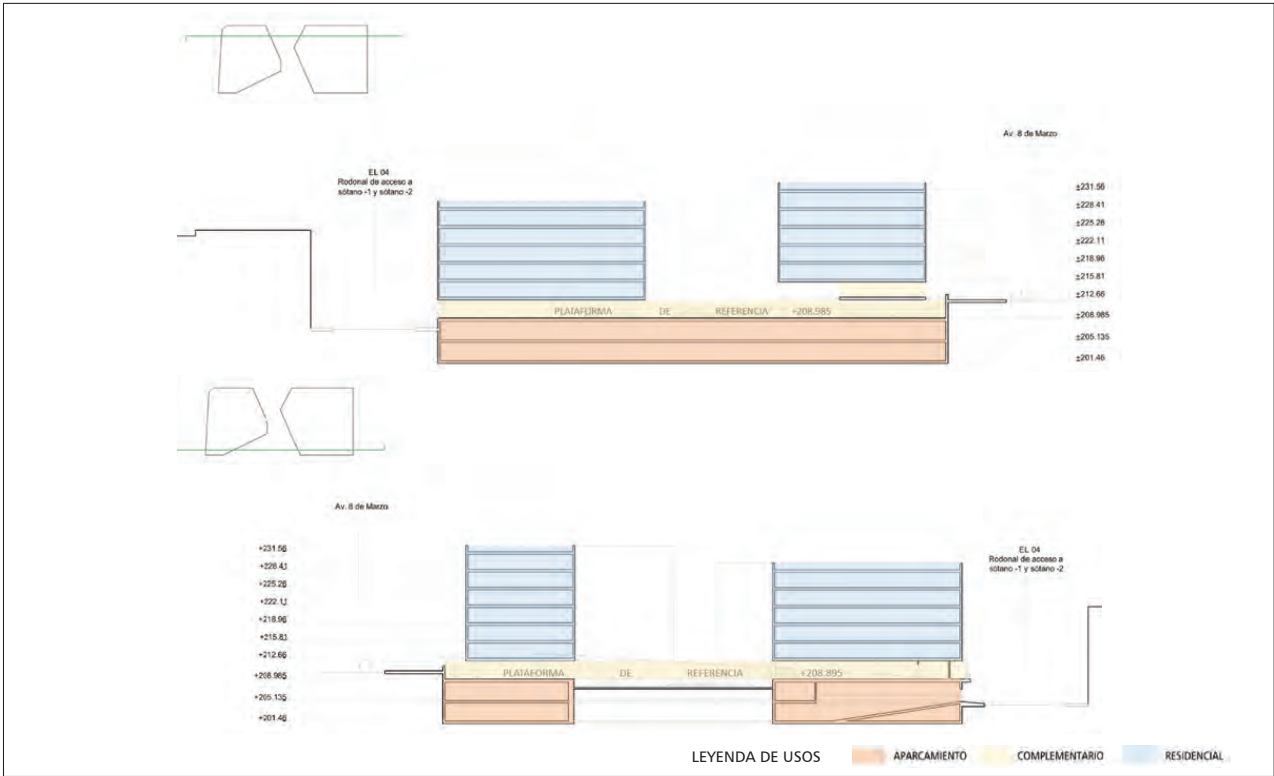 Av. 8 de Marzo
EL 04
Rodonal de acceso a
sótano -1 y sótano -2
±231.56
±228.41
±225.26
±222.11
±218.96
±215.81
±212.66
±208.985
±205.135
±201.46
PLATAFORMA DE REFERENCIA +208.985
Av. 8 de Marzo
EL 04
Rodonal de acceso a
sótano -1 y sótano -2
+231.56
+228.41
+225.26
+222.11
+218.96
+215.81
+212.66
+208.985
+205.135
+201.46
PLATAFORMA DE REFERENCIA +208.895
LEYENDA DE USOS APARCAMIENTO COMPLEMENTARIO RESIDENCIAL